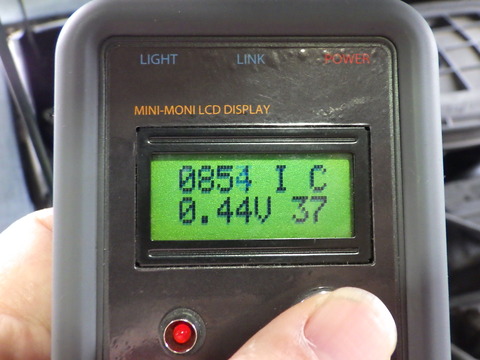 LIGHT LINK POWER
MINI-MONI LCD DISPLAY
0854 I C
0.44V 37